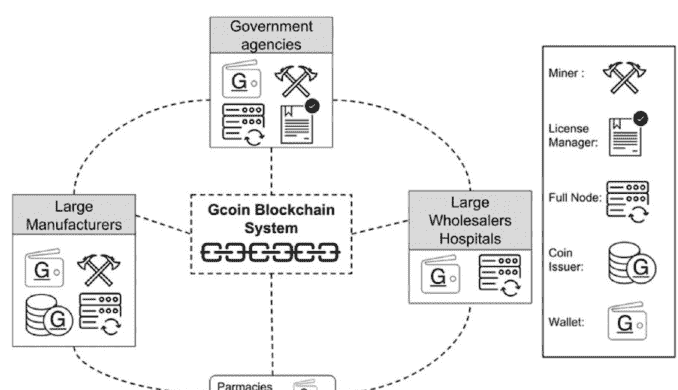 Government
agencies
G
Large
Manufacturers
G
G
Gcoin Blockchain
System
Large
Wholesalers
Hospitals
G
Parmacies
Miner :
License
Manager:
Full Node:
Coin
Issuer:
G
Wallet:
G